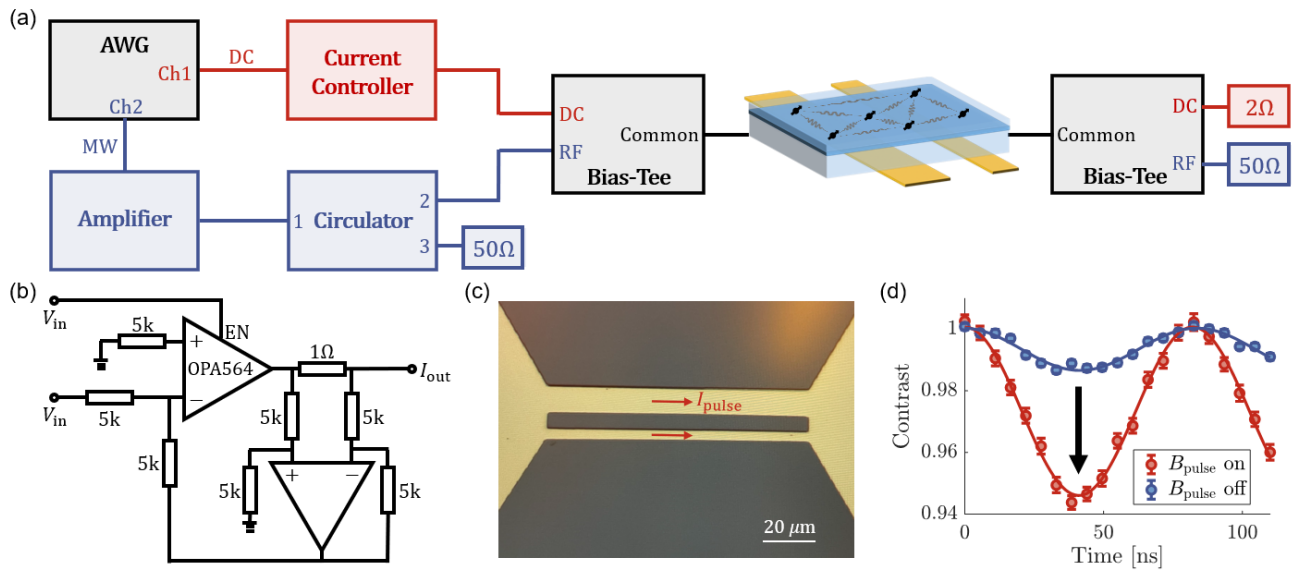 (a)
AWG
Ch1
Ch2
DC
MW
Current
Controller
Amplifier
1
Circulator
2
3
50Ω
DC
Common
RF
Bias-Tee
DC
Common
RF
Bias-Tee
2Ω
50Ω
(b)
V_in
5k
EN
+
OPA564
−
1Ω
I_out
V_in
5k
5k
5k
5k
5k
+
−
5k
(c)
I_pulse
20 μm
(d)
Contrast
1
0.98
0.96
0.94
B_pulse on
B_pulse off
0
50
100
Time [ns]